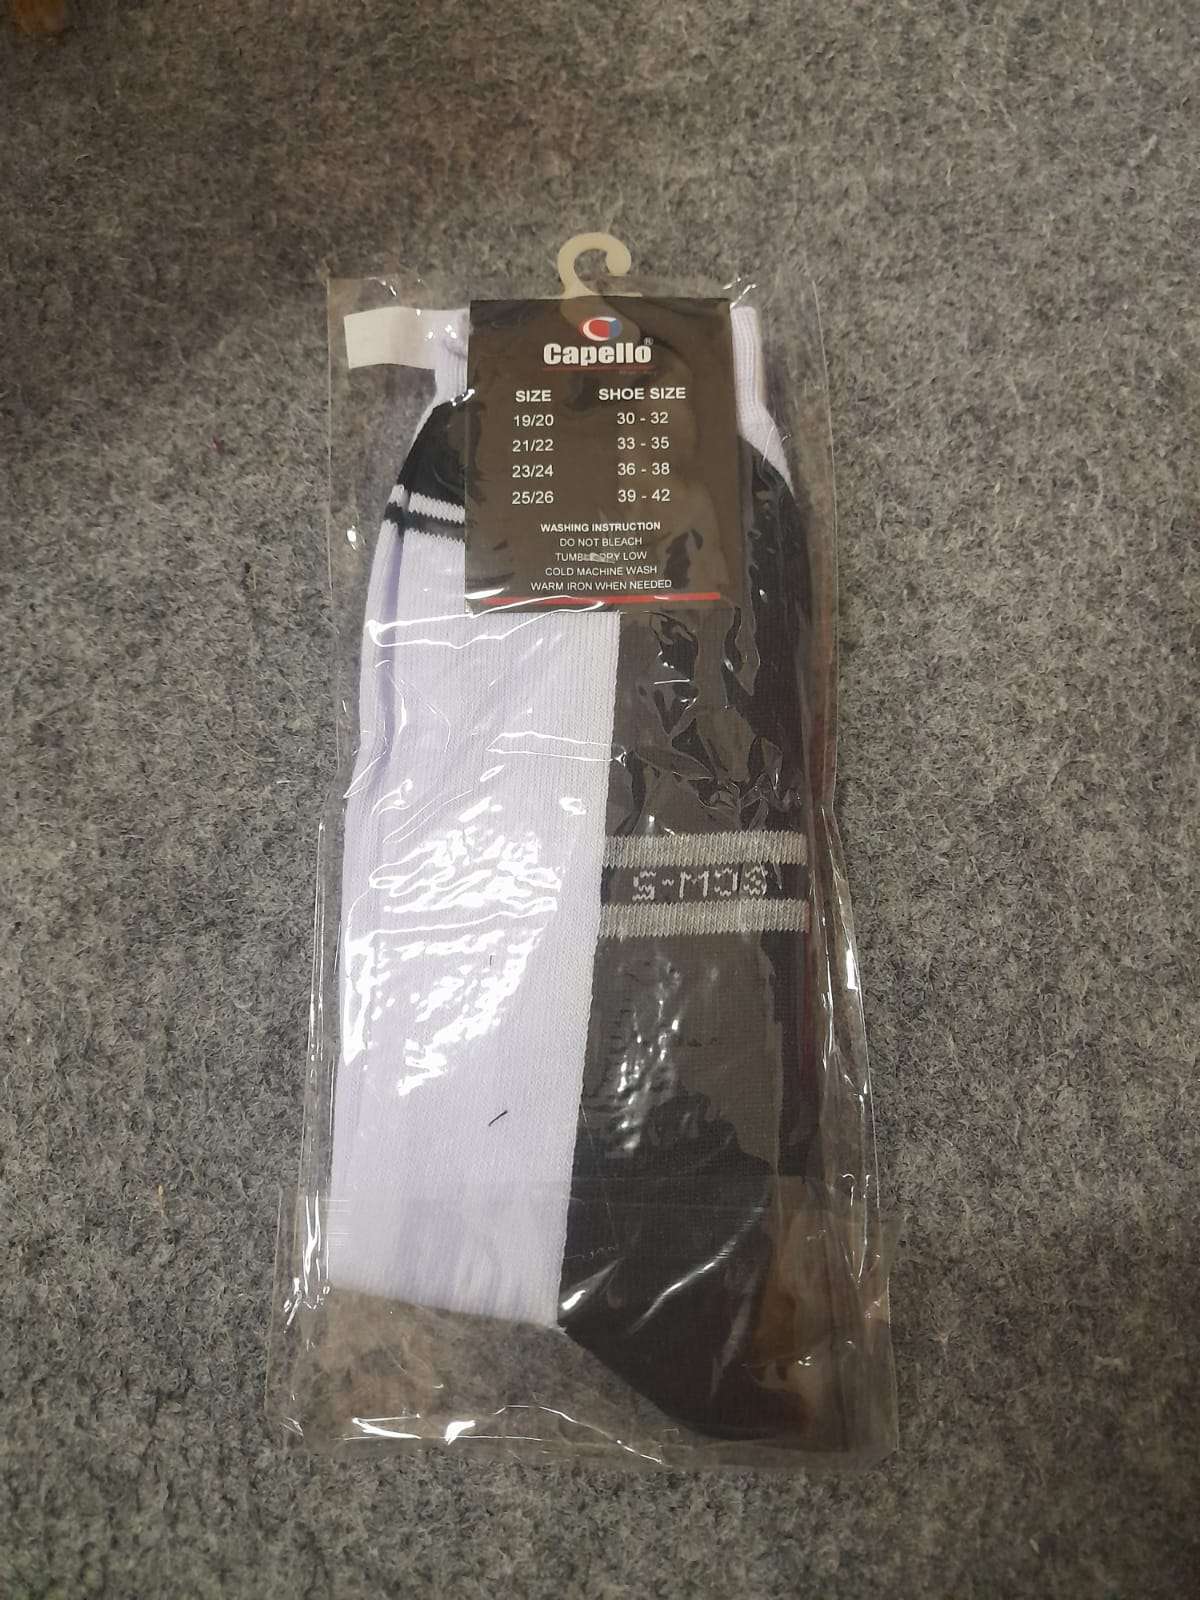 Capello®
SIZE SHOE SIZE
19/20 30 - 32
21/22 33 - 35
23/24 36 - 38
25/26 39 - 42
WASHING INSTRUCTION
DO NOT BLEACH
TUMBLE DRY LOW
COLD MACHINE WASH
WARM IRON WHEN NEEDED